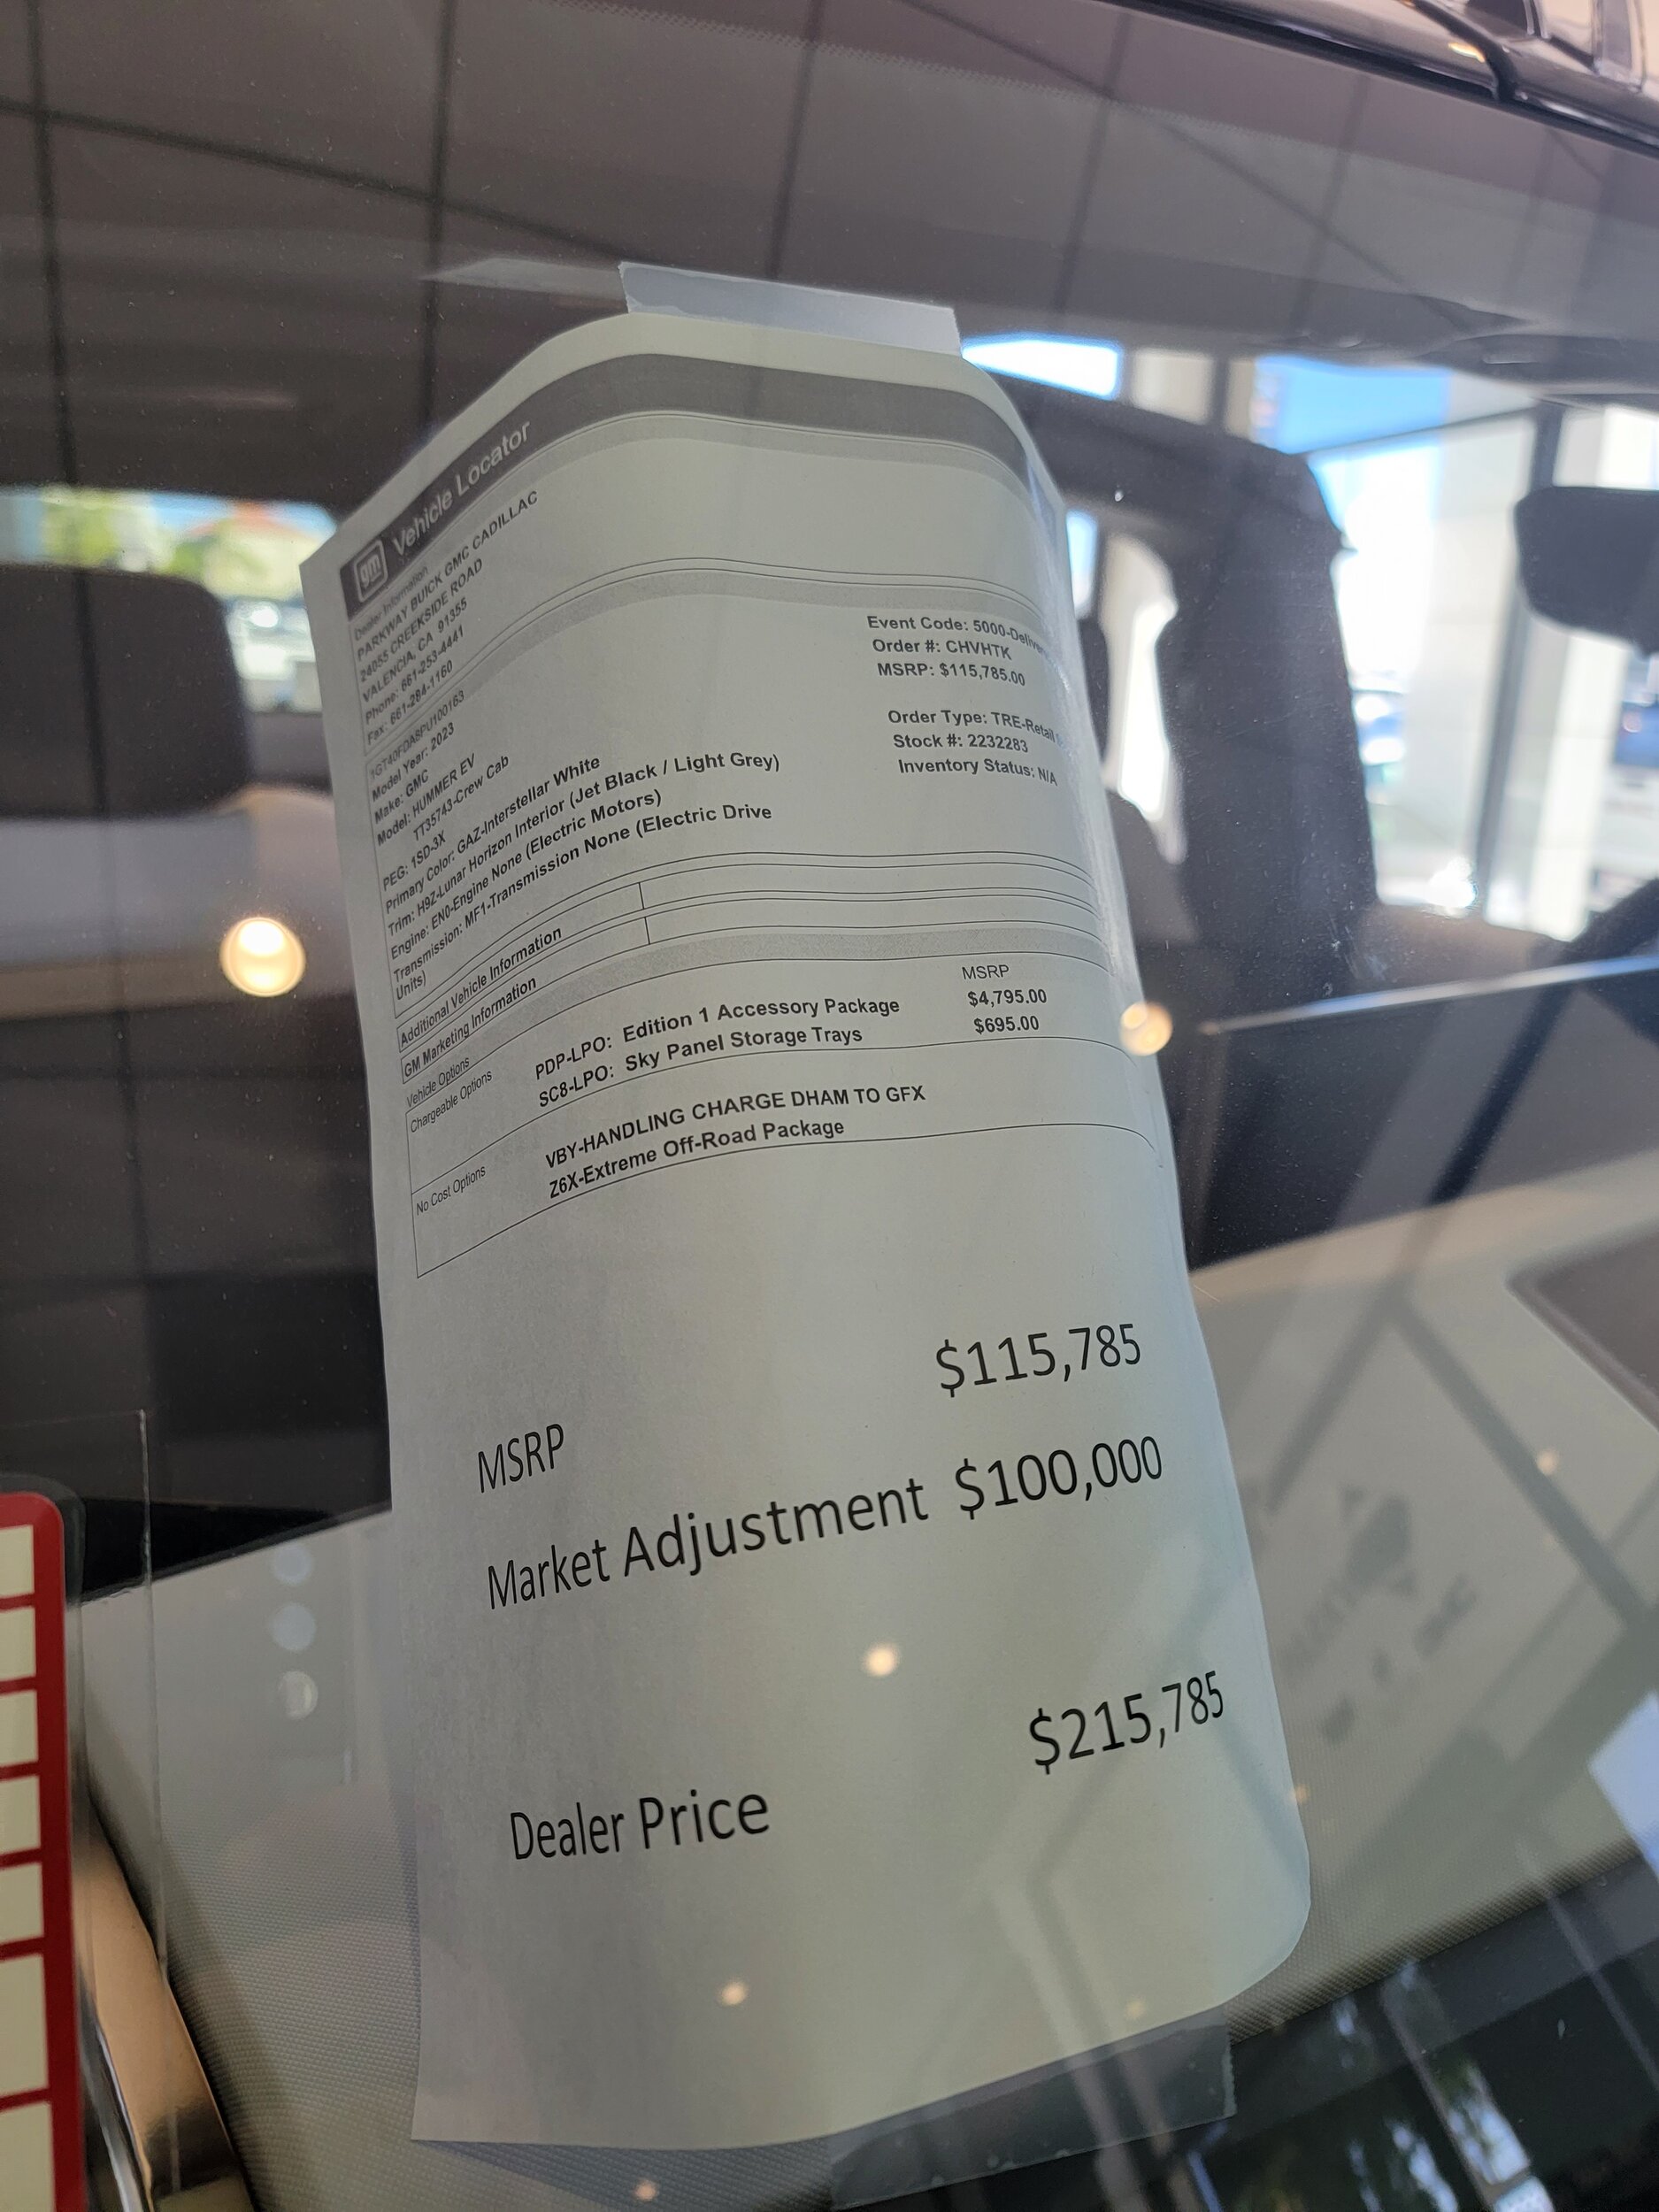 gm Vehicle Locator
Dealer Information
PARKWAY BUICK GMC CADILLAC
24055 CREEKSIDE ROAD
VALENCIA, CA 91355
Phone: 661-253-4441
Fax: 661-284-1160
1GT40FDA8PU100163
Model Year: 2023
Make: GMC
Model: HUMMER EV
TT35743-Crew Cab
PEG: 1SD-3X
Primary Color: GAZ-Interstellar White
Trim: H9Z-Lunar Horizon Interior (Jet Black / Light Grey)
Engine: EN0-Engine None (Electric Motors)
Transmission: MF1-Transmission None (Electric Drive
Units)
Event Code: 5000-Deliver
Order #: CHVHTK
MSRP: $115,785.00
Order Type: TRE-Retail
Stock #: 2232283
Inventory Status: N/A
Additional Vehicle Information
GM Marketing Information
Vehicle Options
MSRP
Chargeable Options
PDP-LPO: Edition 1 Accessory Package $4,795.00
SC8-LPO: Sky Panel Storage Trays $695.00
No Cost Options
VBY-HANDLING CHARGE DHAM TO GFX
Z6X-Extreme Off-Road Package
MSRP $115,785
Market Adjustment $100,000
Dealer Price $215,785